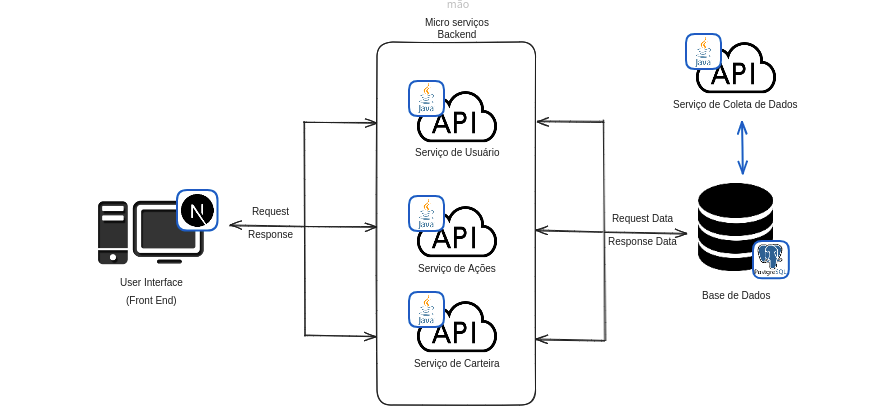 mão
Micro serviços
Backend
Java
API
Serviço de Usuário
Java
API
Serviço de Ações
Java
API
Serviço de Carteira
N
User Interface
(Front End)
Request
Response
Request Data
Response Data
Java
API
Serviço de Coleta de Dados
PostgreSQL
Base de Dados